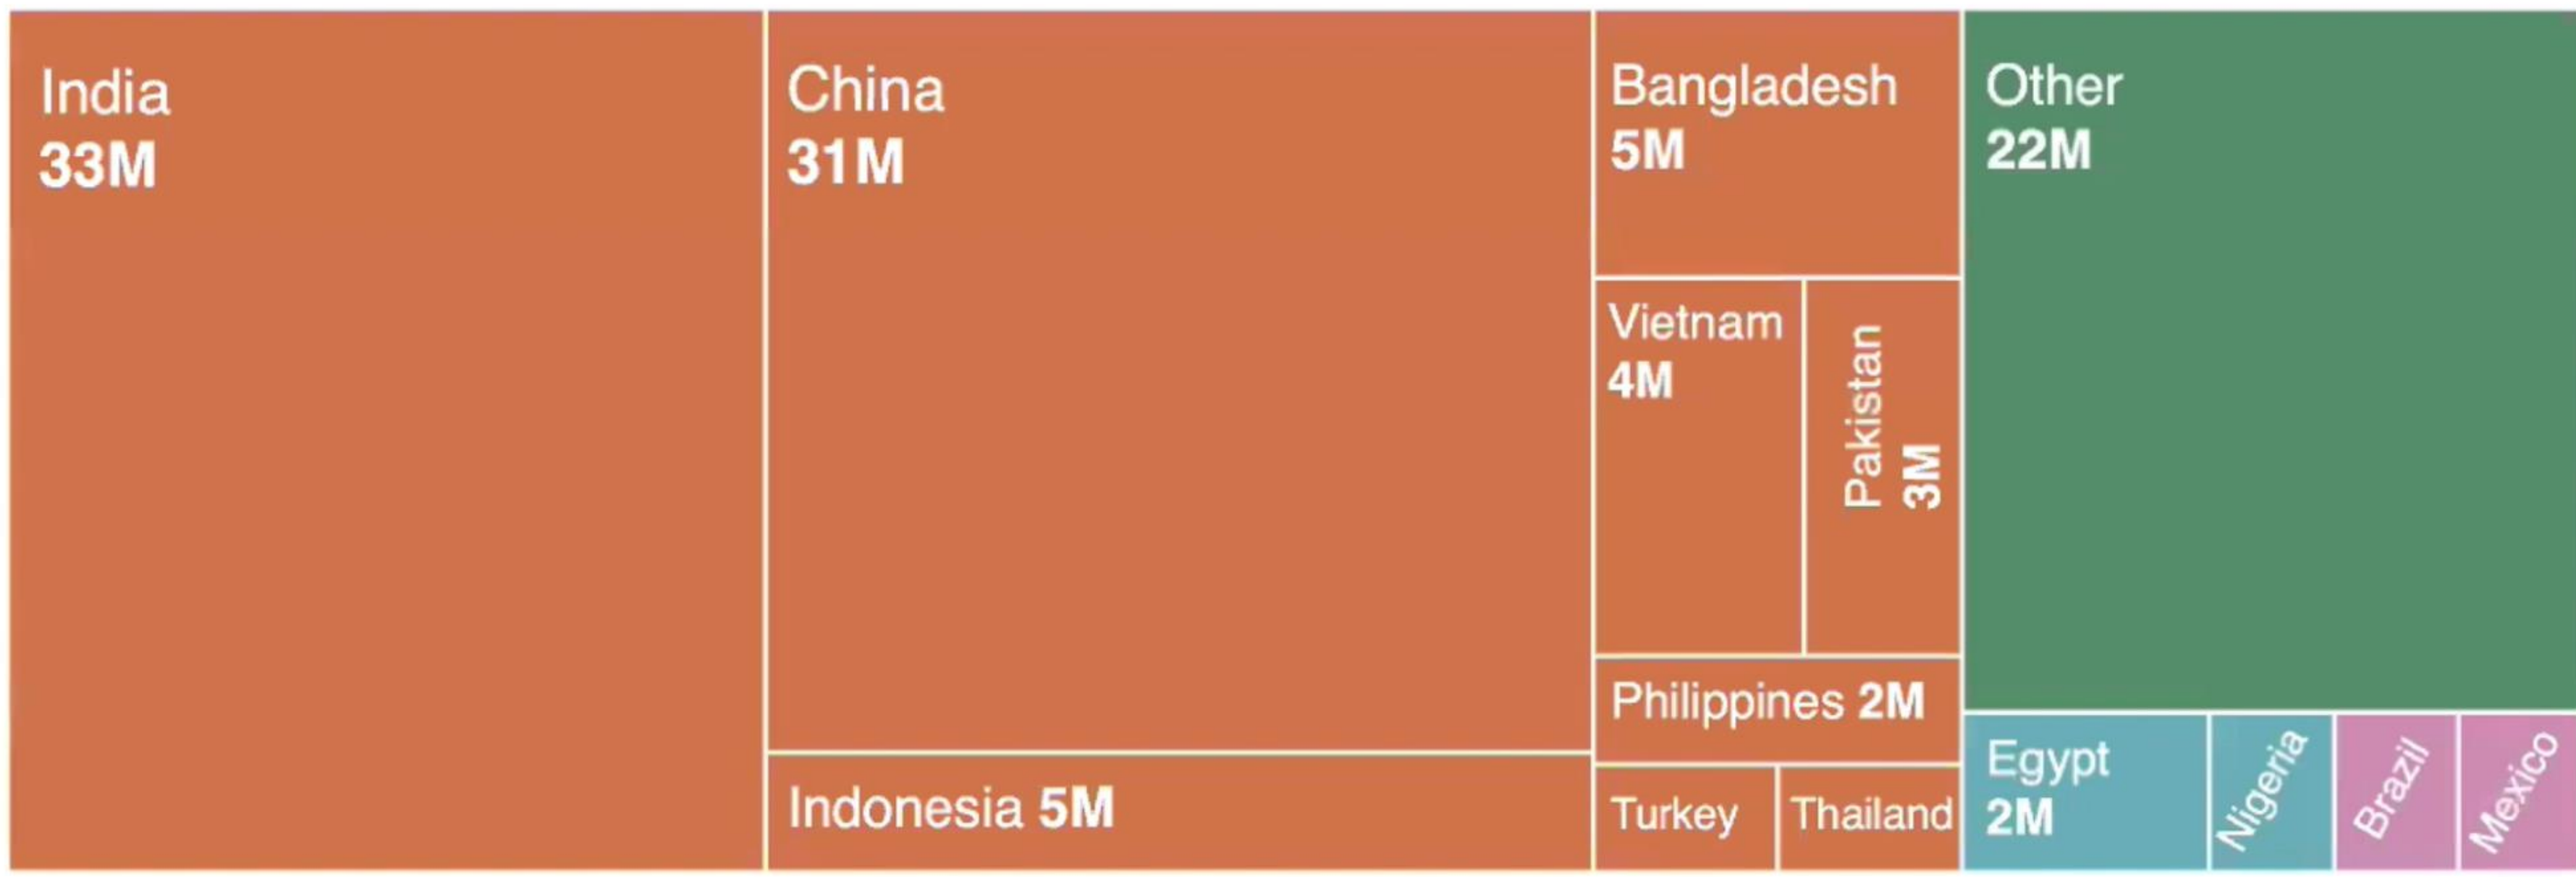 India
33M
China
31M
Indonesia 5M
Bangladesh
5M
Vietnam
4M
Pakistan
3M
Philippines 2M
Turkey
Thailand
Other
22M
Egypt
2M
Nigeria
Brazil
Mexico